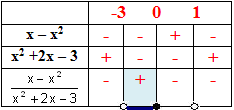 -3 0 1
x – x² - - + -
x² +2x – 3 + - - +
x − x² / x² + 2x − 3 - + - -